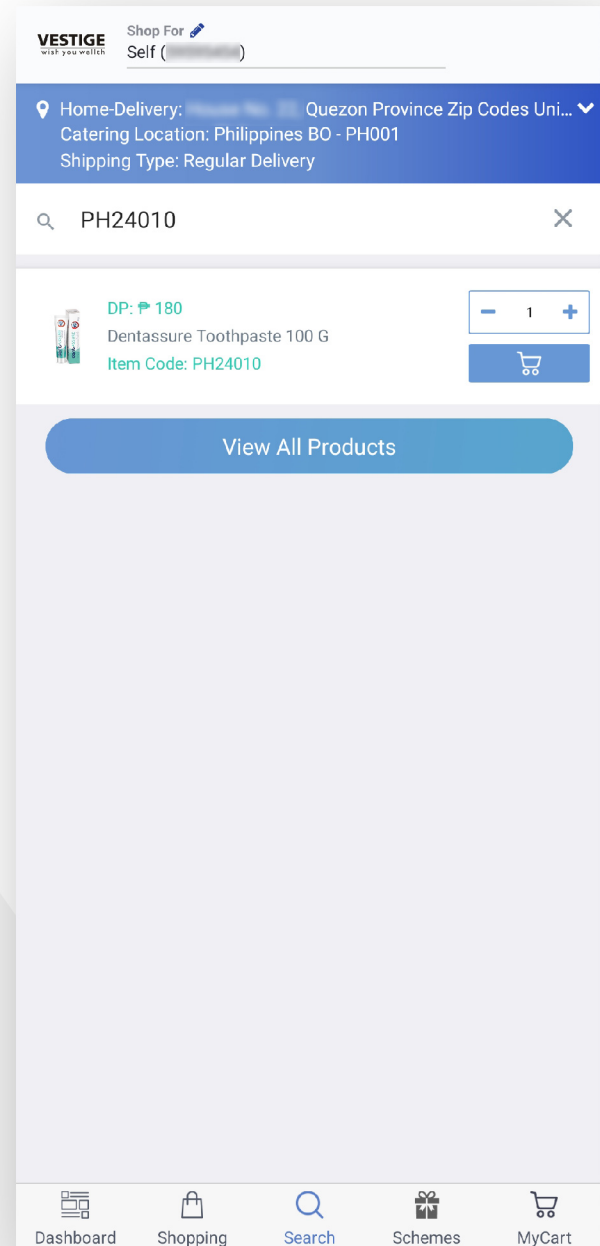 VESTIGE
wish you wellth
Shop For
Self ( )
Home-Delivery: Quezon Province Zip Codes Uni...
Catering Location: Philippines BO - PH001
Shipping Type: Regular Delivery
PH24010
DP: ₱ 180
Dentassure Toothpaste 100 G
Item Code: PH24010
1
View All Products
Dashboard Shopping Search Schemes MyCart